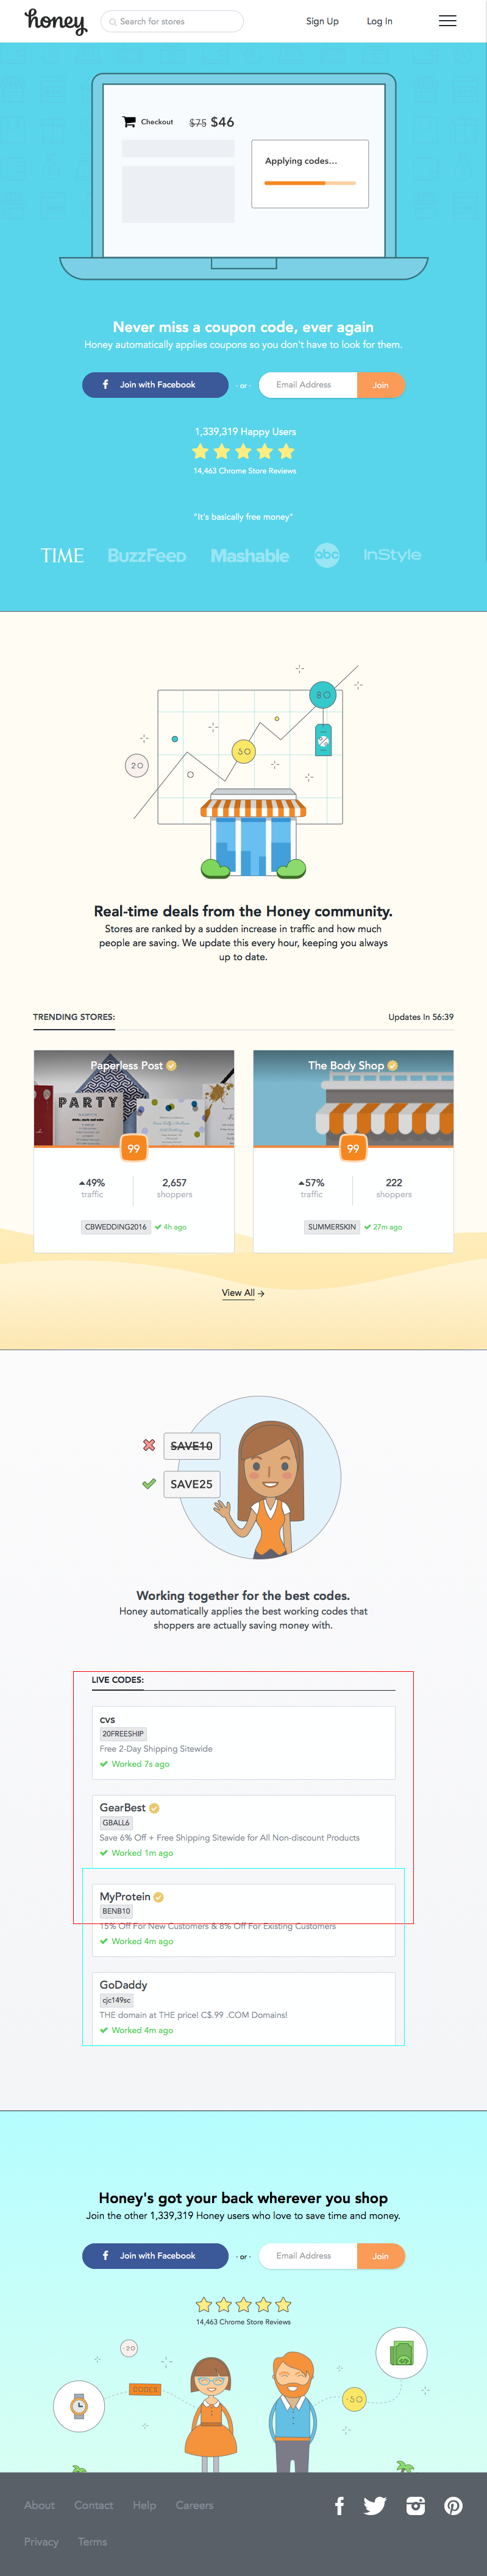 honey
Search for stores
Sign Up
Log In
Checkout
$75 $46
Applying codes...
Never miss a coupon code, ever again
Honey automatically applies coupons so you don't have to look for them.
Join with Facebook
- or -
Email Address
Join
1,339,319 Happy Users
14,463 Chrome Store Reviews
"It's basically free money"
TIME
BuzzFeed
Mashable
abc
InStyle
80
50
20
Real-time deals from the Honey community.
Stores are ranked by a sudden increase in traffic and how much
people are saving. We update this every hour, keeping you always
up to date.
TRENDING STORES:
Updates In 56:39
Paperless Post
PARTY
99
49%
traffic
2,657
shoppers
CBWEDDING2016
4h ago
The Body Shop
99
57%
traffic
222
shoppers
SUMMERSKIN
27m ago
View All
SAVE10
SAVE25
Working together for the best codes.
Honey automatically applies the best working codes that
shoppers are actually saving money with.
LIVE CODES:
CVS
20FREESHIP
Free 2-Day Shipping Sitewide
Worked 7s ago
GearBest
GBALL6
Save 6% Off + Free Shipping Sitewide for All Non-discount Products
Worked 1m ago
MyProtein
BENB10
15% Off For New Customers & 8% Off For Existing Customers
Worked 4m ago
GoDaddy
cjc149sc
THE domain at THE price! C$.99 .COM Domains!
Worked 4m ago
Honey's got your back wherever you shop
Join the other 1,339,319 Honey users who love to save time and money.
Join with Facebook
- or -
Email Address
Join
14,463 Chrome Store Reviews
-20
CODES
-50
About
Contact
Help
Careers
Privacy
Terms